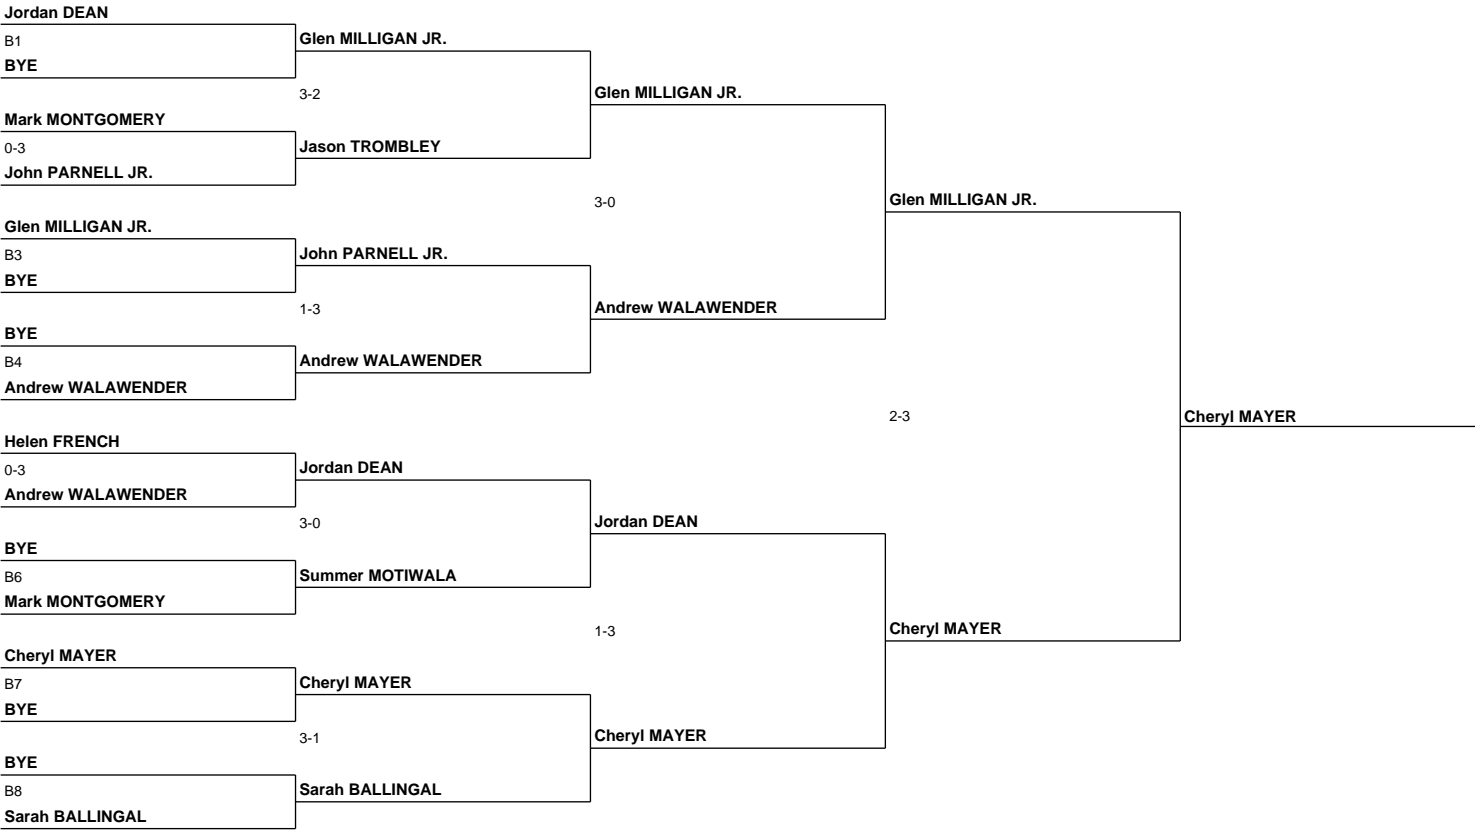 Jordan DEAN
B1
BYE
Mark MONTGOMERY
0-3
John PARNELL JR.
Glen MILLIGAN JR.
B3
BYE
BYE
B4
Andrew WALAWENDER
Helen FRENCH
0-3
Andrew WALAWENDER
BYE
B6
Mark MONTGOMERY
Cheryl MAYER
B7
BYE
BYE
B8
Sarah BALLINGAL
Glen MILLIGAN JR.
3-2
Jason TROMBLEY
John PARNELL JR.
1-3
Andrew WALAWENDER
Jordan DEAN
3-0
Summer MOTIWALA
Cheryl MAYER
3-1
Sarah BALLINGAL
Glen MILLIGAN JR.
3-0
Andrew WALAWENDER
Jordan DEAN
1-3
Cheryl MAYER
Glen MILLIGAN JR.
2-3
Cheryl MAYER
Cheryl MAYER